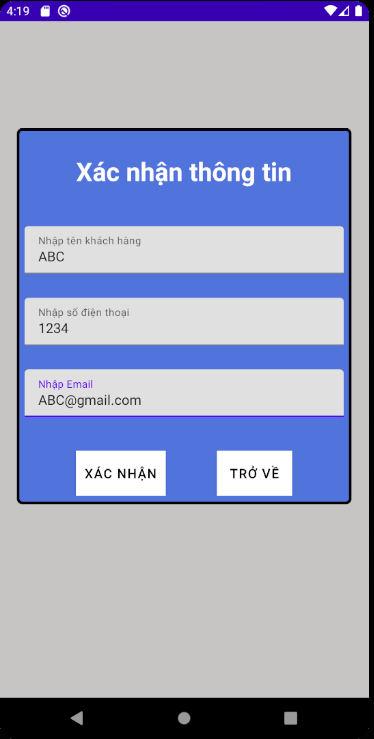 4:19
Xác nhận thông tin
Nhập tên khách hàng
ABC
Nhập số điện thoại
1234
Nhập Email
ABC@gmail.com
XÁC NHẬN TRỞ VỀ